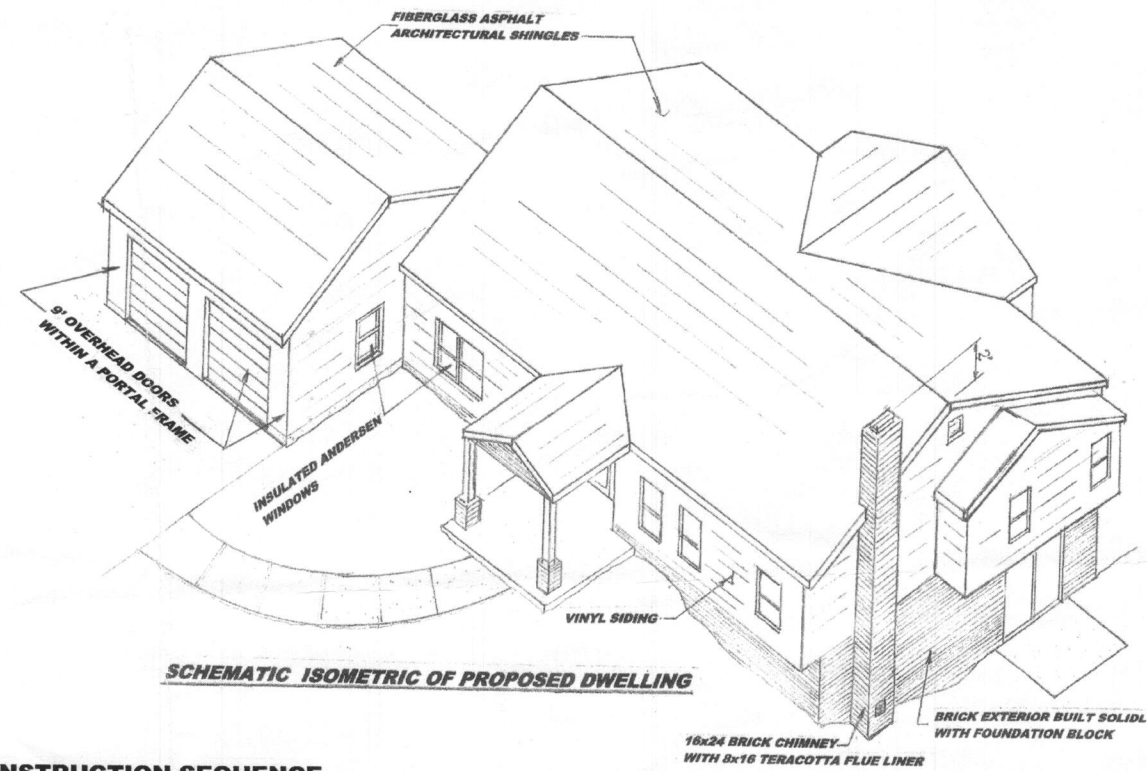 FIBERGLASS ASPHALT
ARCHITECTURAL SHINGLES
9' OVERHEAD DOORS
WITHIN A PORTAL FRAME
INSULATED ANDERSEN
WINDOWS
VINYL SIDING
SCHEMATIC ISOMETRIC OF PROPOSED DWELLING
BRICK EXTERIOR BUILT SOLIDL
WITH FOUNDATION BLOCK
16x24 BRICK CHIMNEY
WITH 8x16 TERACOTTA FLUE LINER
NSTRUCTION SEQUENCE